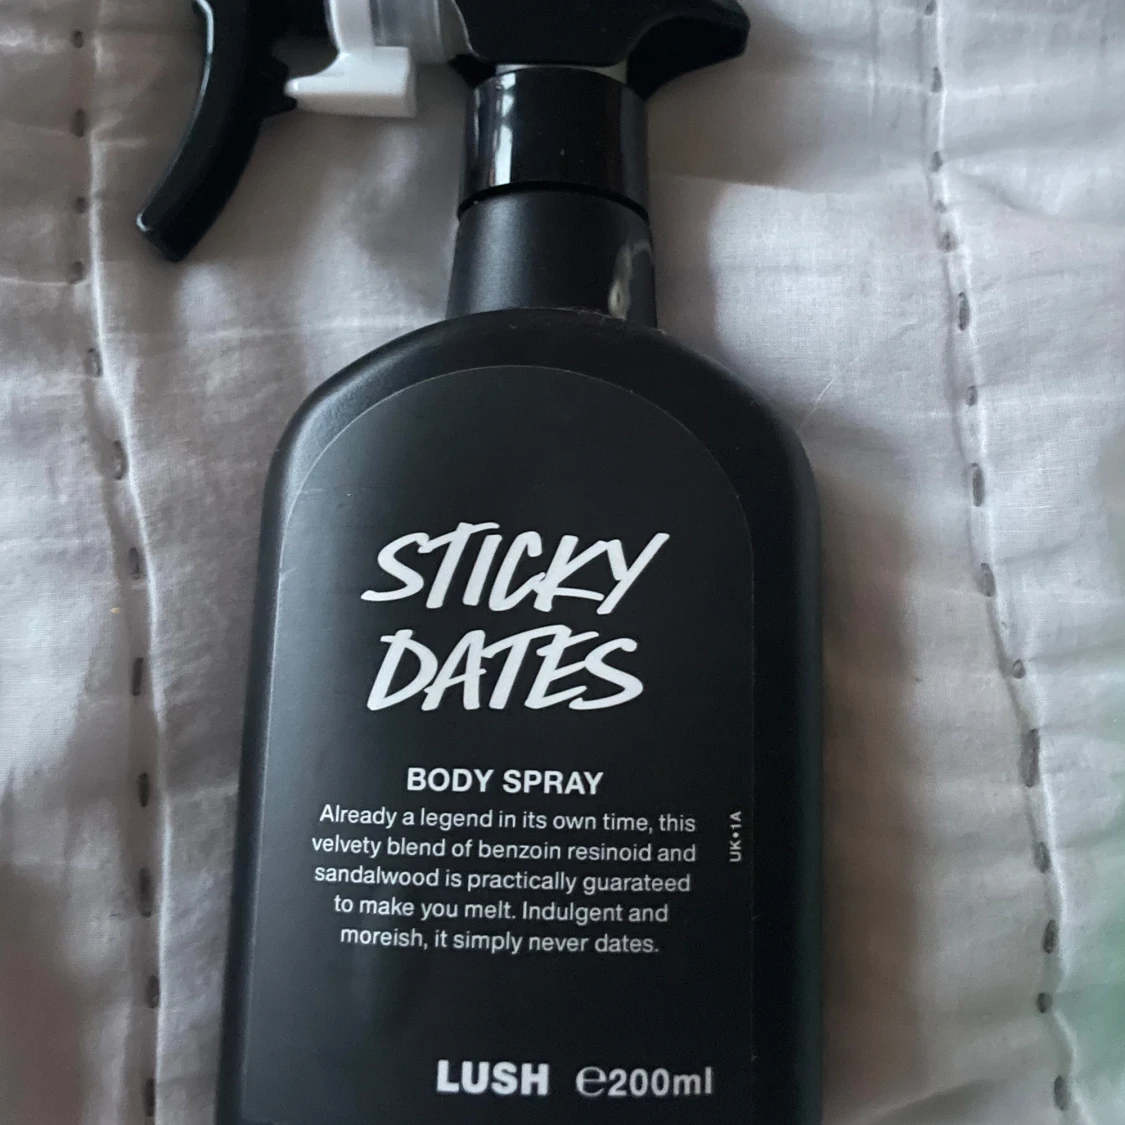 STICKY
DATES
BODY SPRAY
Already a legend in its own time, this
velvety blend of benzoin resinoid and
sandalwood is practically guarateed
to make you melt. Indulgent and
moreish, it simply never dates.
UK•1A
LUSH ℮200ml